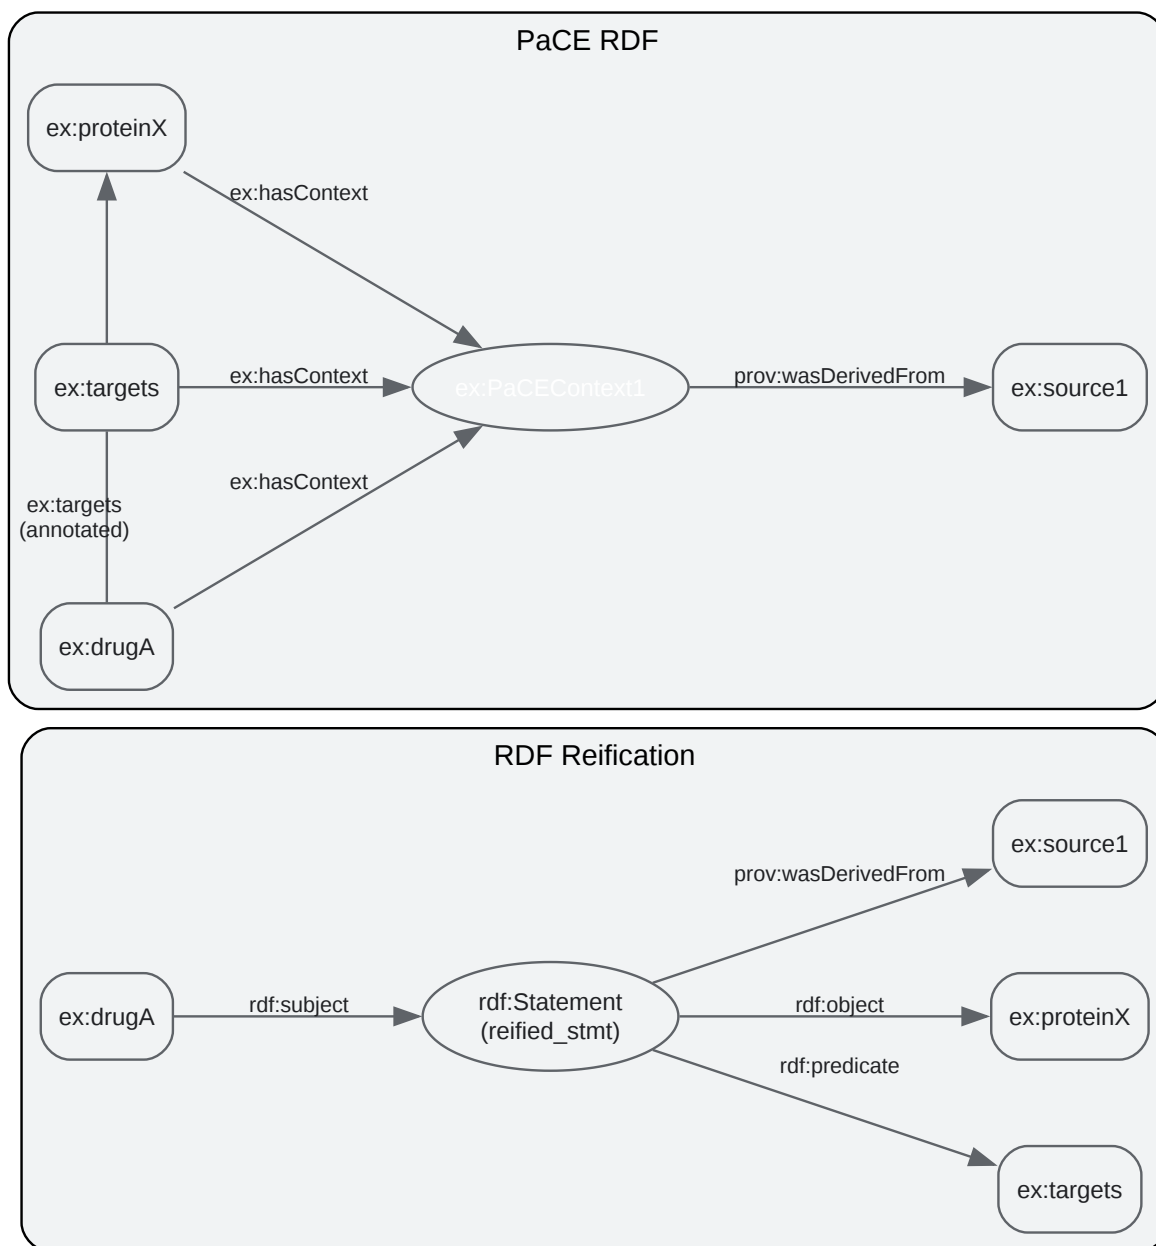 PaCE RDF
ex:proteinX
ex:hasContext
ex:targets
ex:hasContext
ex:PaCEContext1
prov:wasDerivedFrom
ex:source1
ex:hasContext
ex:targets
(annotated)
ex:drugA
RDF Reification
ex:source1
prov:wasDerivedFrom
ex:drugA
rdf:subject
rdf:Statement
(reified_stmt)
rdf:object
ex:proteinX
rdf:predicate
ex:targets